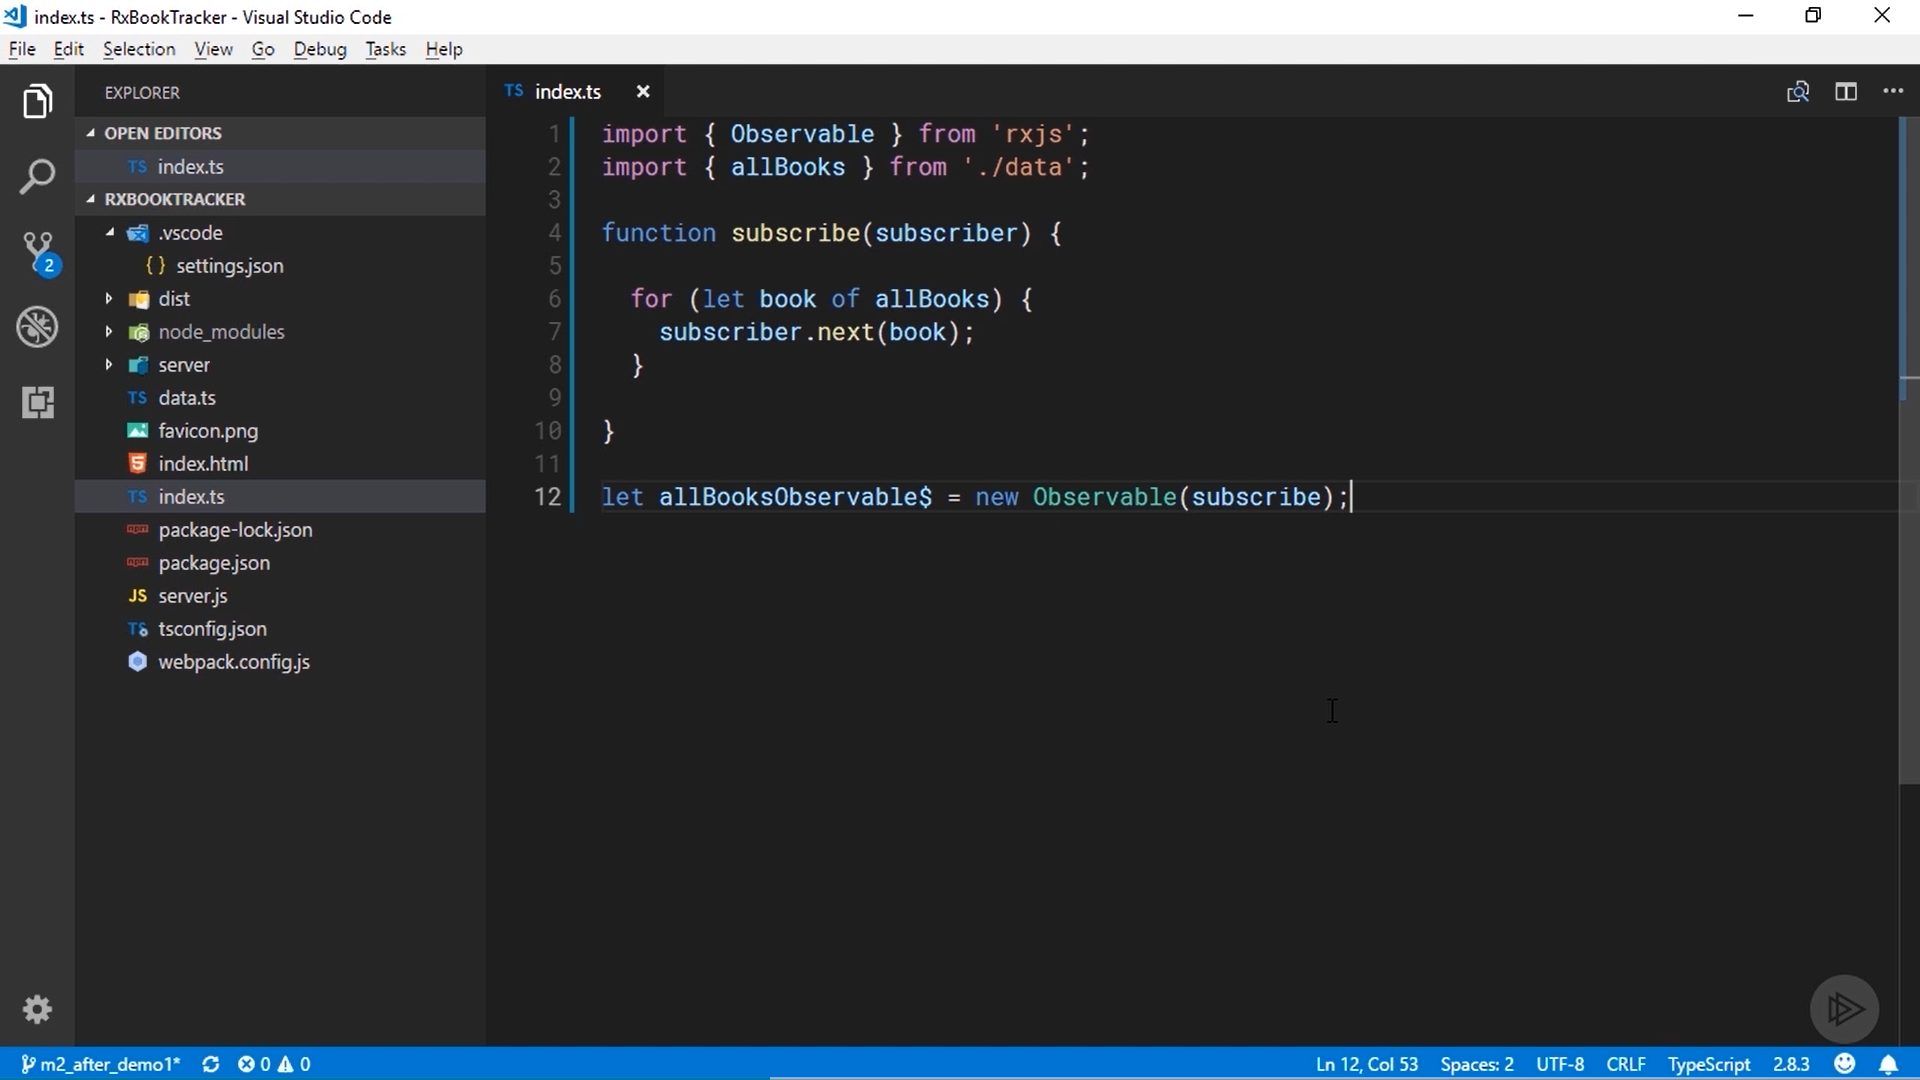 index.ts - RxBookTracker - Visual Studio Code
File Edit Selection View Go Debug Tasks Help
EXPLORER
OPEN EDITORS
TS index.ts
RXBOOKTRACKER
.vscode
{ } settings.json
dist
node_modules
server
TS data.ts
favicon.png
5 index.html
TS index.ts
npm package-lock.json
npm package.json
JS server.js
TS tsconfig.json
webpack.config.js
2
TS index.ts
1 import { Observable } from 'rxjs';
2 import { allBooks } from './data';
3
4 function subscribe(subscriber) {
5
6 for (let book of allBooks) {
7 subscriber.next(book);
8 }
9
10 }
11
12 let allBooksObservable$ = new Observable(subscribe);
m2_after_demo1* 0 0 Ln 12, Col 53 Spaces: 2 UTF-8 CRLF TypeScript 2.8.3